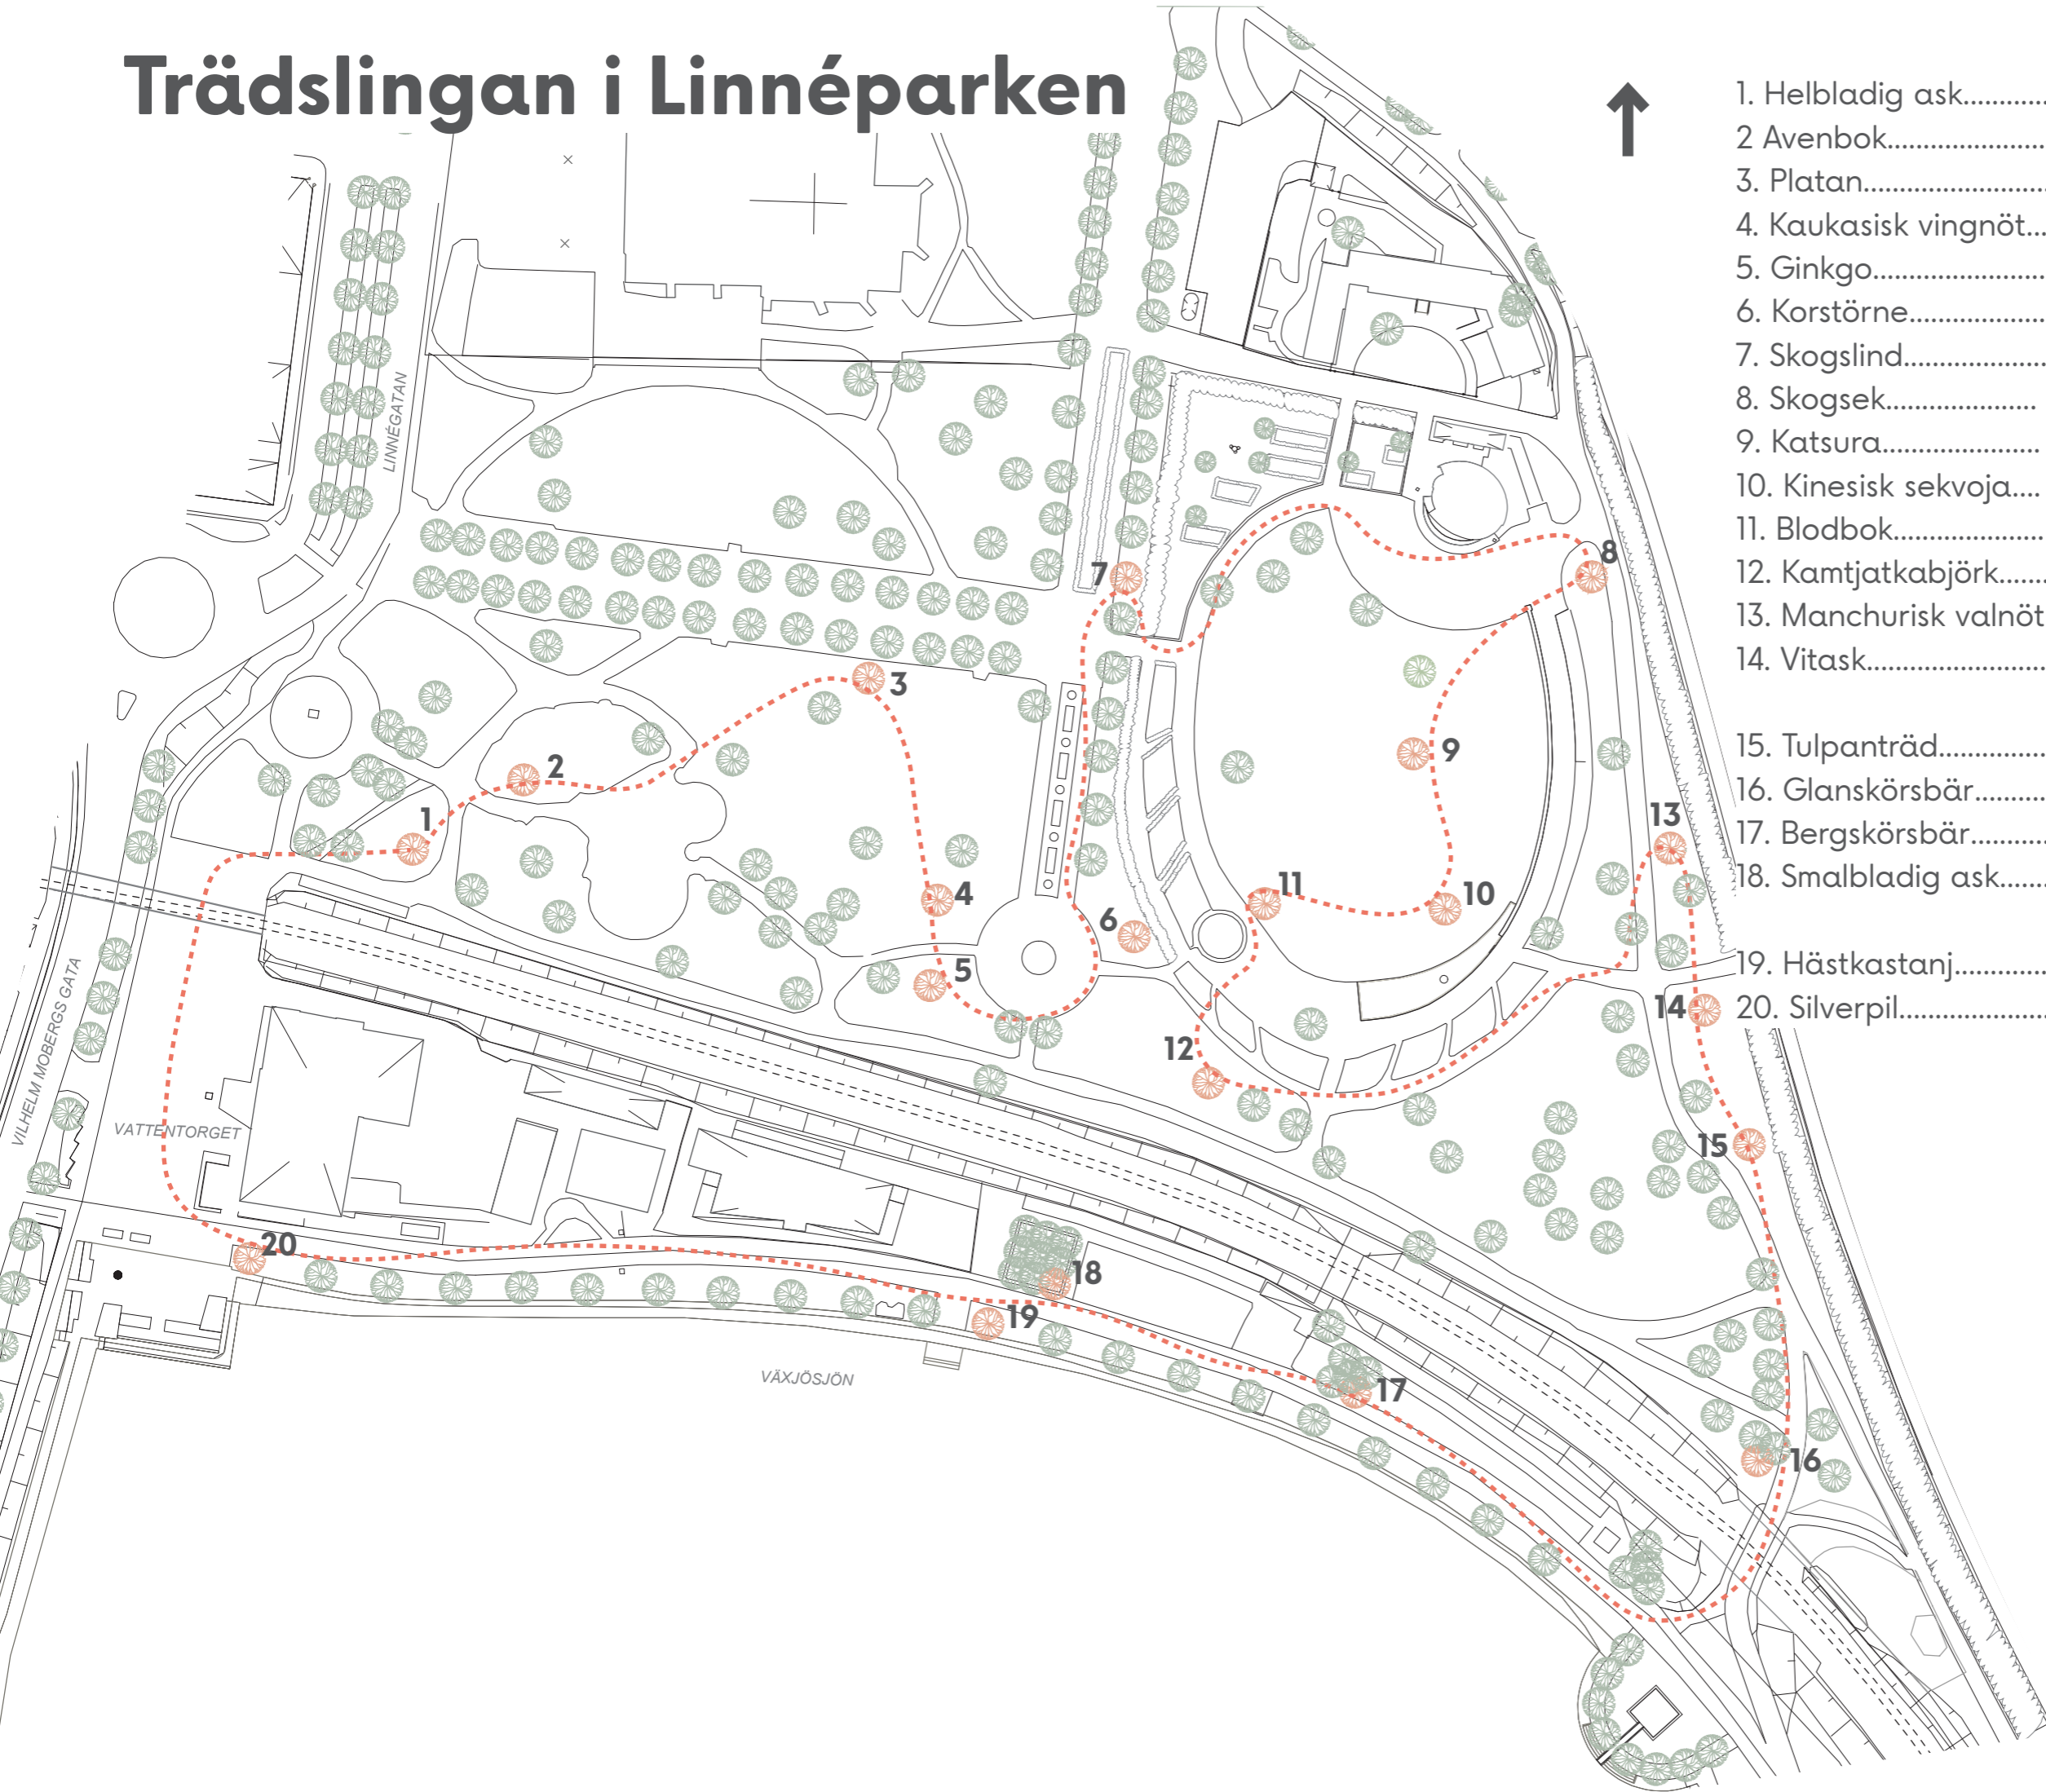 Trädslingan i Linnéparken
1. Helbladig ask............
2 Avenbok....................
3. Platan.......................
4. Kaukasisk vingnöt...
5. Ginkgo......................
6. Korstörne.................
7. Skogslind..................
8. Skogsek....................
9. Katsura.....................
10. Kinesisk sekvoja....
11. Blodbok....................
12. Kamtjatkabjörk.......
13. Manchurisk valnöt
14. Vitask.......................
15. Tulpanträd...............
16. Glanskörsbär..........
17. Bergskörsbär...........
18. Smalbladig ask.......
19. Hästkastanj.............
20. Silverpil...................
LINNÉGATAN
VILHELM MOBERGS GATA
VATTENTORGET
VÄXJÖSJÖN
1
2
3
4
5
6
7
8
9
10
11
12
13
14
15
16
17
18
19
20